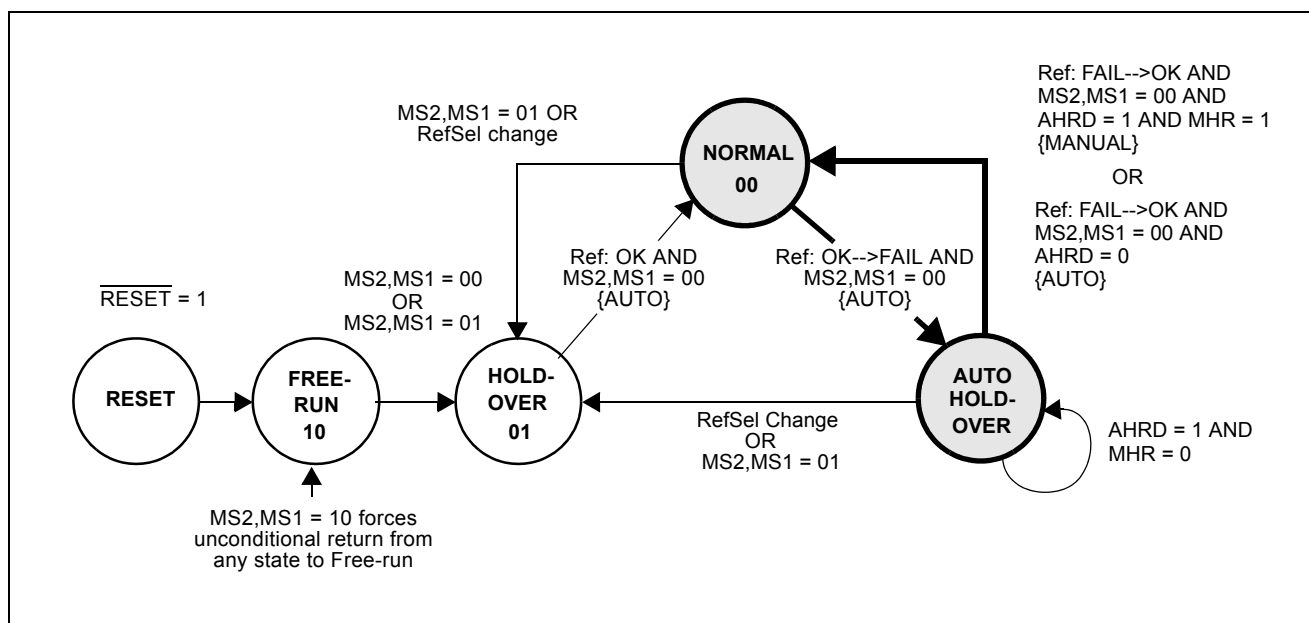 Ref: FAIL-->OK AND
MS2,MS1 = 00 AND
AHRD = 1 AND MHR = 1
{MANUAL}
OR
Ref: FAIL-->OK AND
MS2,MS1 = 00 AND
AHRD = 0
{AUTO}
MS2,MS1 = 01 OR
RefSel change
NORMAL
00
Ref: OK AND
MS2,MS1 = 00
{AUTO}
Ref: OK-->FAIL AND
MS2,MS1 = 00
{AUTO}
RESET = 1
MS2,MS1 = 00
OR
MS2,MS1 = 01
RESET
FREE-
RUN
10
HOLD-
OVER
01
AUTO
HOLD-
OVER
RefSel Change
OR
MS2,MS1 = 01
AHRD = 1 AND
MHR = 0
MS2,MS1 = 10 forces
unconditional return from
any state to Free-run